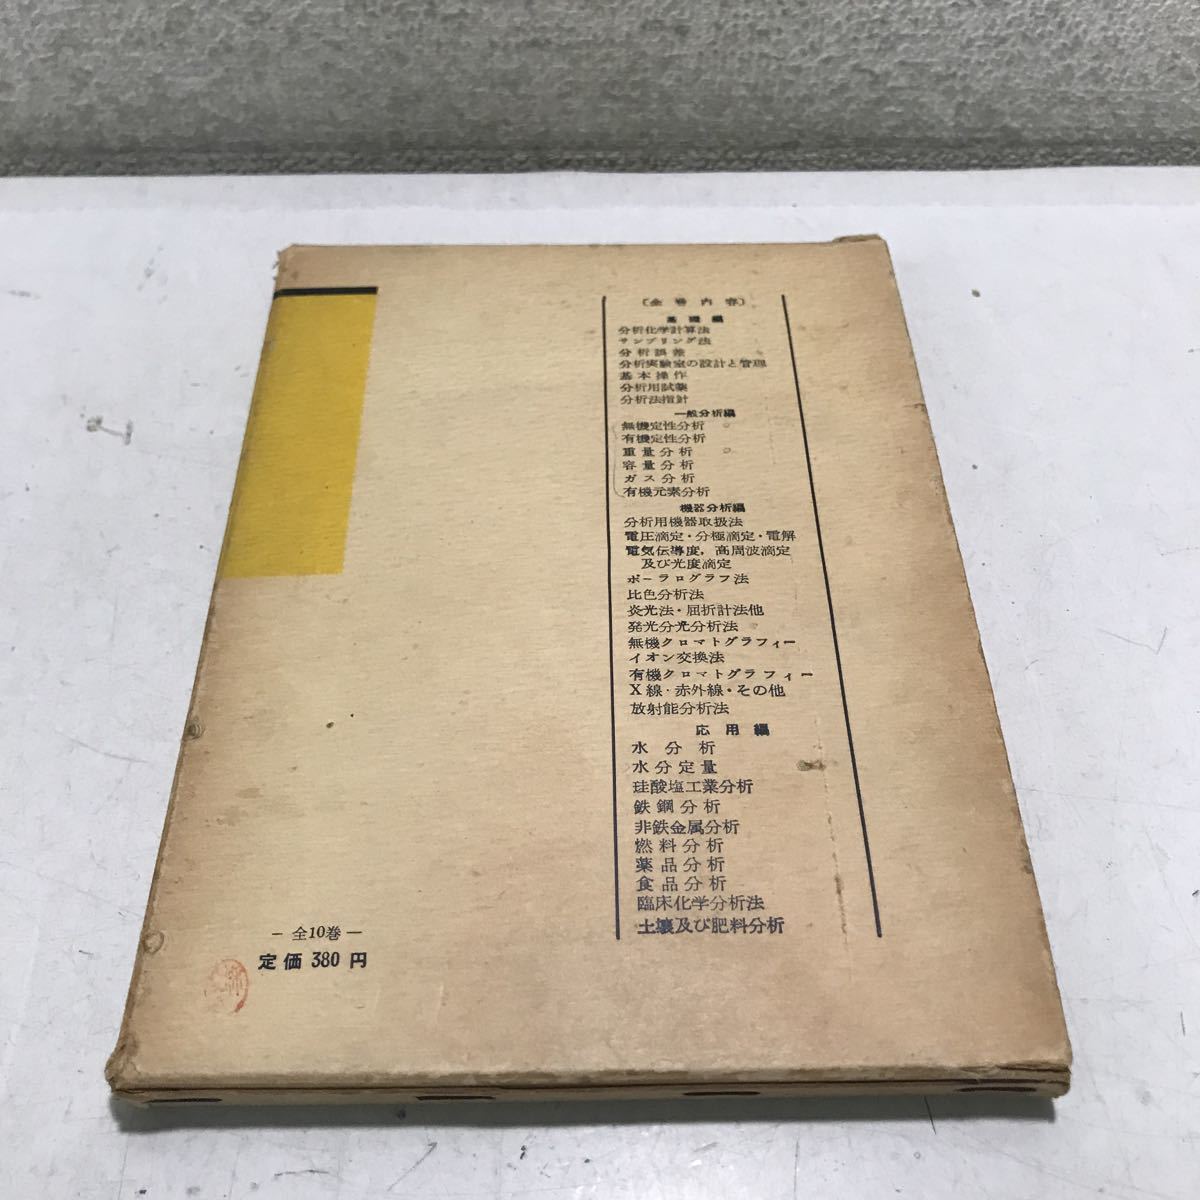 〔全巻内容〕
基礎編
分析化学計算法
サンプリング法
分析誤差
分析実験室の設計と管理
基本操作
分析用試薬
分析法指針
一般分析編
無機定性分析
有機定性分析
重量分析
容量分析
ガス分析
有機元素分析
機器分析編
分析用機器取扱法
電圧滴定・分極滴定・電解
電気伝導度，高周波滴定
及び光度滴定
ポーラログラフ法
比色分析法
炎光法・屈折計法他
発光分光分析法
無機クロマトグラフィー
イオン交換法
有機クロマトグラフィー
X線・赤外線・その他
放射能分析法
応用編
水分析
水分定量
珪酸塩工業分析
鉄鋼分析
非鉄金属分析
燃料分析
薬品分析
食品分析
臨床化学分析法
土壌及び肥料分析
－全10巻－
定価 380 円